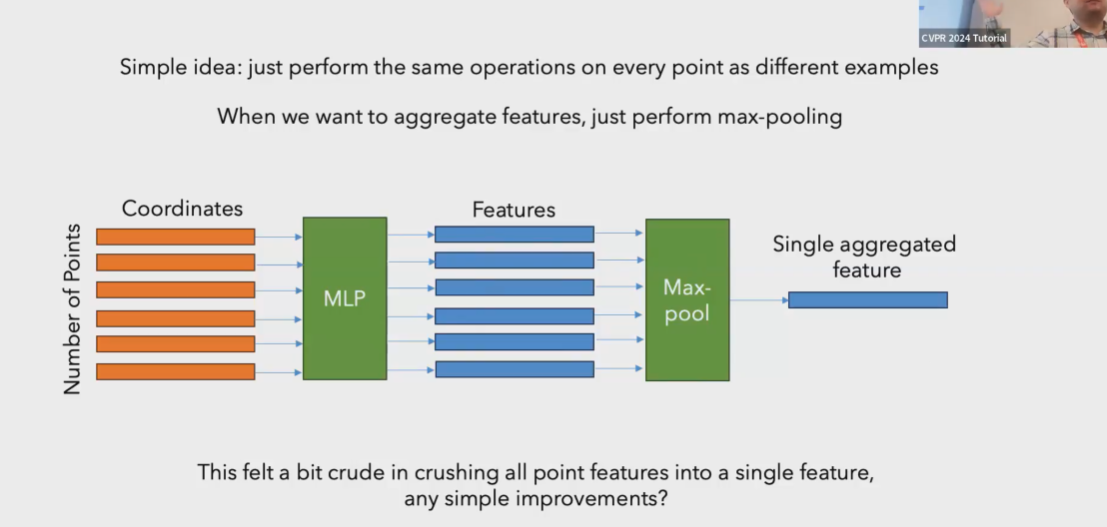 CVPR 2024 Tutorial
Simple idea: just perform the same operations on every point as different examples
When we want to aggregate features, just perform max-pooling
Coordinates
Features
Number of Points
MLP
Max-
pool
Single aggregated
feature
This felt a bit crude in crushing all point features into a single feature,
any simple improvements?